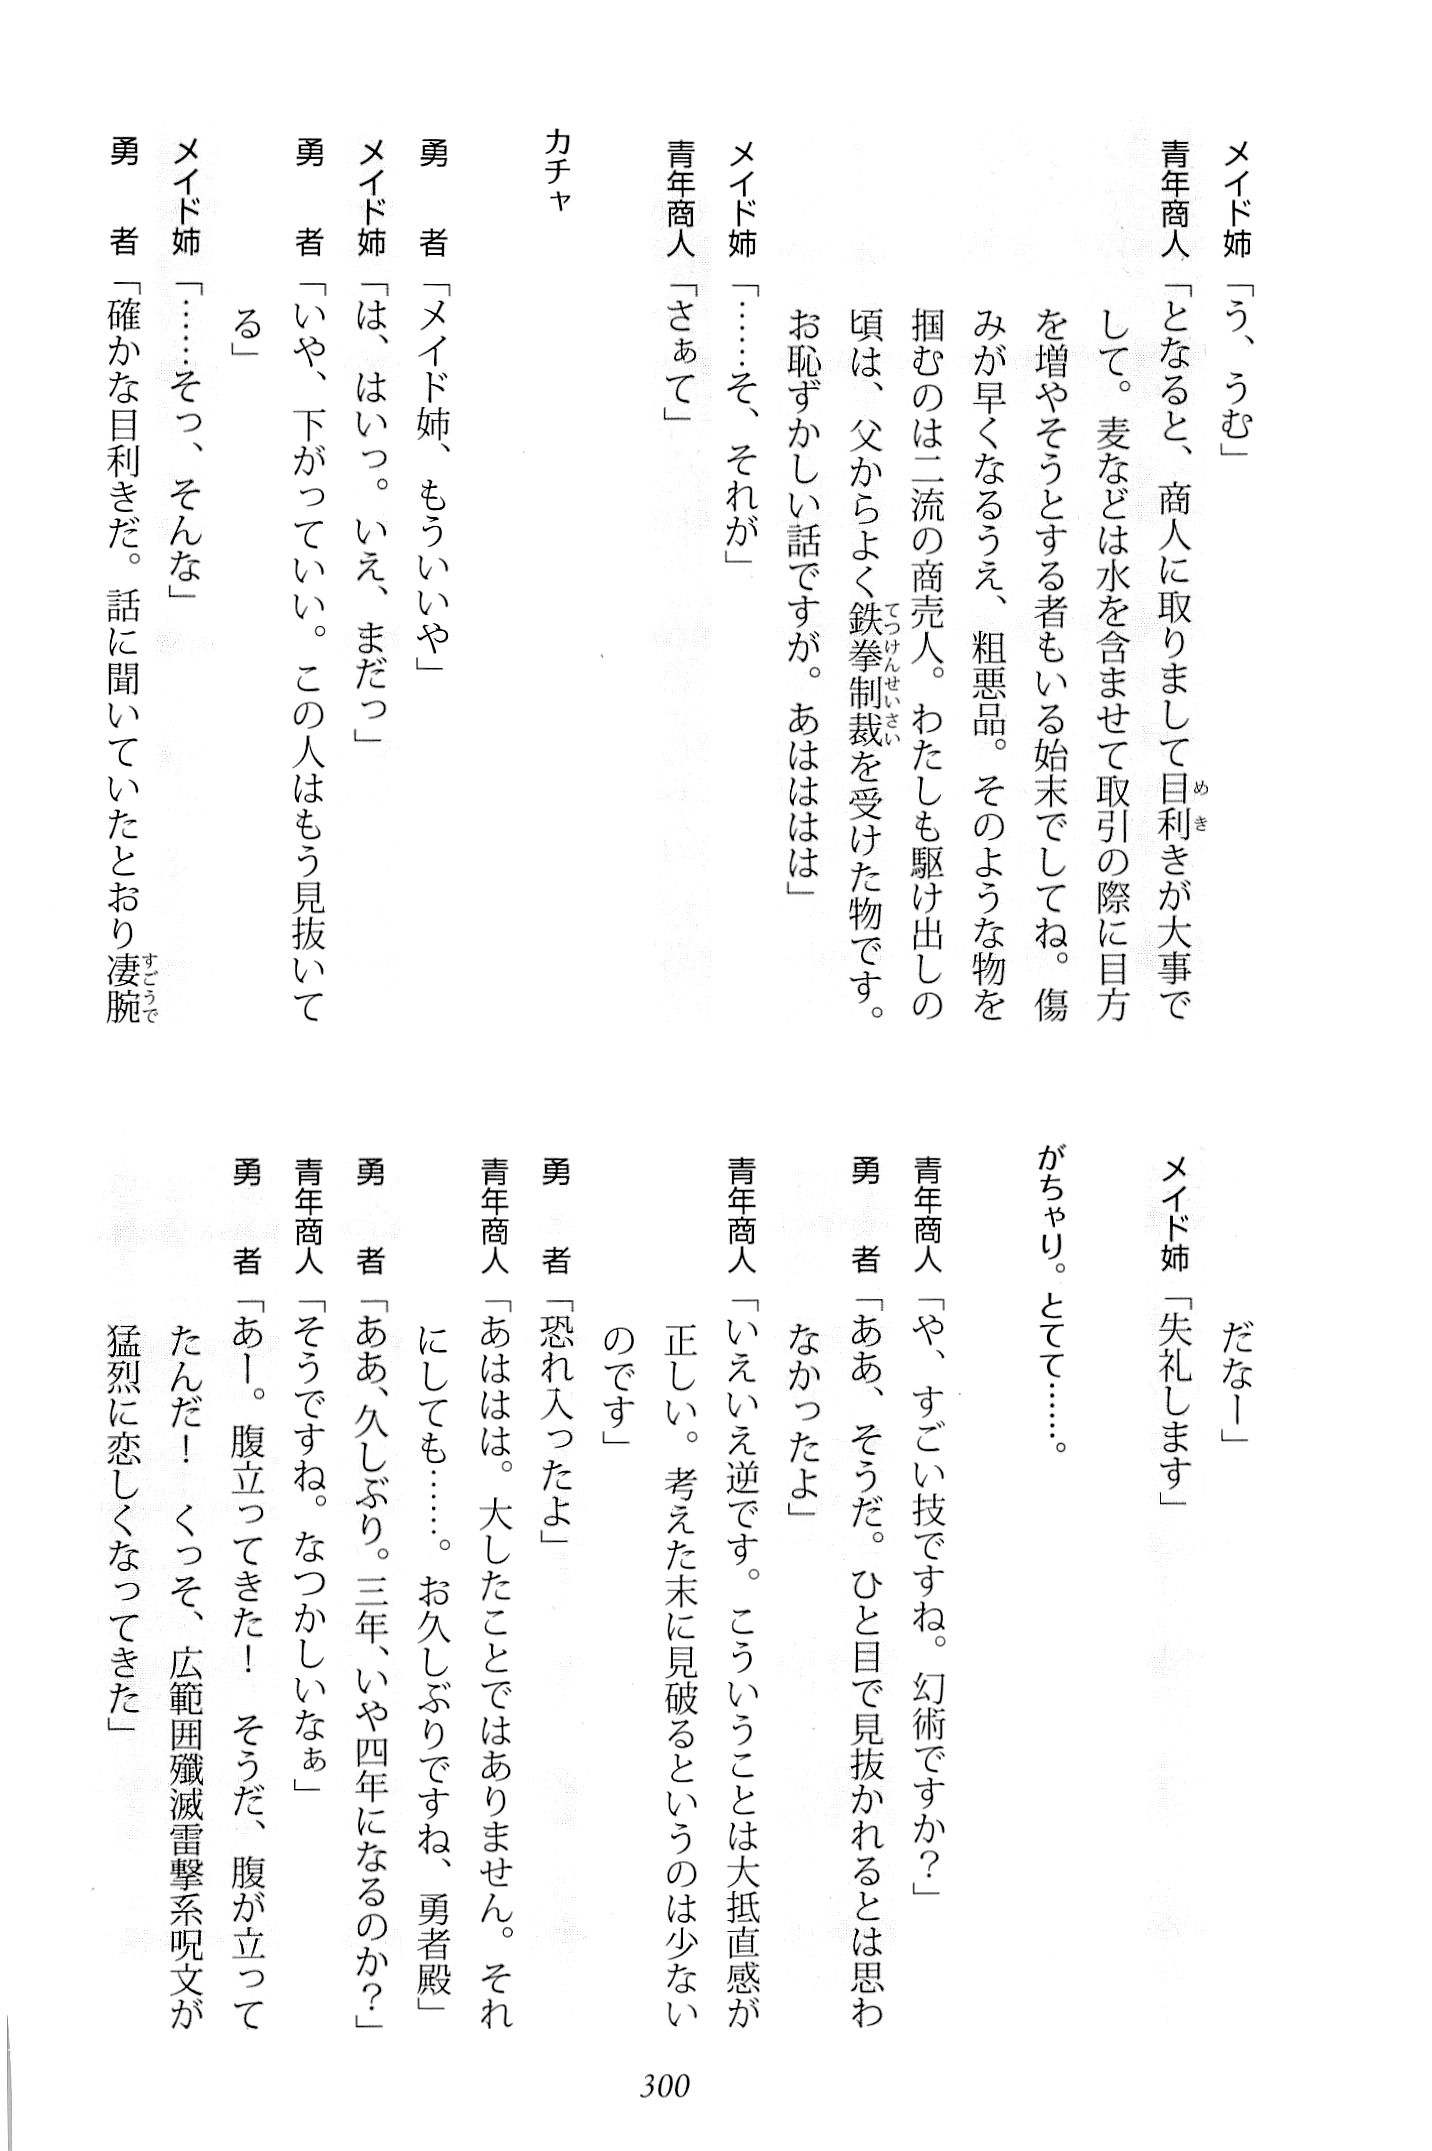 メイド姉「う、うむ」
青年商人「となると、商人に取りまして目利きが大事で
して。麦などは水を含ませて取引の際に目方
を増やそうとする者もいる始末でしてね。傷
みが早くなるうえ、粗悪品。そのような物を
掴むのは二流の商売人。わたしも駆け出しの
頃は、父からよく鉄拳制裁を受けた物です。
お恥ずかしい話ですが。あはははは」
メイド姉「……そ、それが」
青年商人「さぁて」
カチャ
勇　者「メイド姉、もういいや」
メイド姉「は、はいっ。いえ、まだっ」
勇　者「いや、下がっていい。この人はもう見抜いて
る」
メイド姉「……そっ、そんな」
勇　者「確かな目利きだ。話に聞いていたとおり凄腕
だなー」
メイド姉「失礼します」
がちゃり。とてて……。
青年商人「や、すごい技ですね。幻術ですか？」
勇　者「ああ、そうだ。ひと目で見抜かれるとは思わ
なかったよ」
青年商人「いえいえ逆です。こういうことは大抵直感が
正しい。考えた末に見破るというのは少ない
のです」
勇　者「恐れ入ったよ」
青年商人「あははは。大したことではありません。それ
にしても……。お久しぶりですね、勇者殿」
勇　者「ああ、久しぶり。三年、いや四年になるのか？」
青年商人「そうですね。なつかしいなぁ」
勇　者「あー。腹立ってきた！　そうだ、腹が立って
たんだ！　くっそ、広範囲殲滅雷撃系呪文が
猛烈に恋しくなってきた」
300